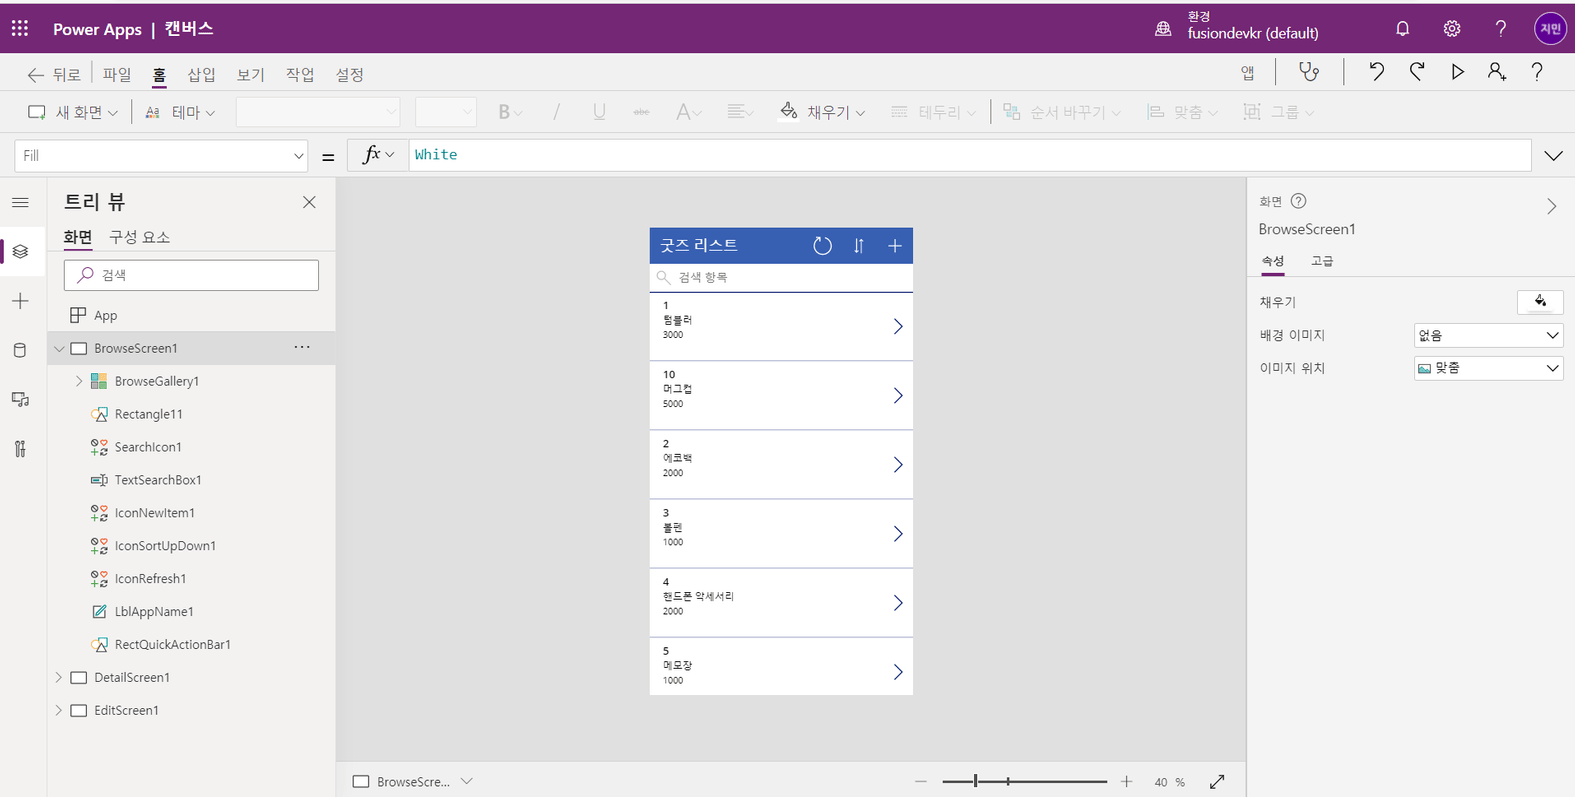 Power Apps | 캔버스
환경
fusiondevkr (default)
지민
뒤로 파일 홈 삽입 보기 작업 설정
앱
새 화면 테마 B / U abc A 채우기 테두리 순서 바꾸기 맞춤 그룹
Fill = fx White
트리 뷰
화면 구성 요소
검색
App
BrowseScreen1
BrowseGallery1
Rectangle11
SearchIcon1
TextSearchBox1
IconNewItem1
IconSortUpDown1
IconRefresh1
LblAppName1
RectQuickActionBar1
DetailScreen1
EditScreen1
굿즈 리스트
검색 항목
1
텀블러
3000
10
머그컵
5000
2
에코백
2000
3
볼펜
1000
4
핸드폰 악세서리
2000
5
메모장
1000
BrowseScre...
40 %
화면
BrowseScreen1
속성 고급
채우기
배경 이미지 없음
이미지 위치 맞춤